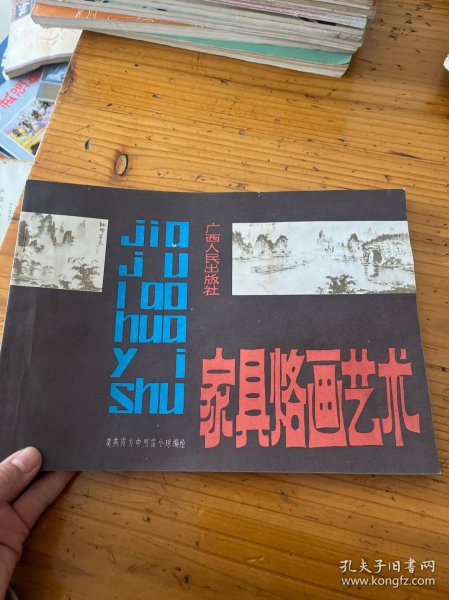 jia
ju
lao
hua
yi
shu
广西人民出版社
家具烙画艺术
孔夫子旧书网
www.kongfz.com